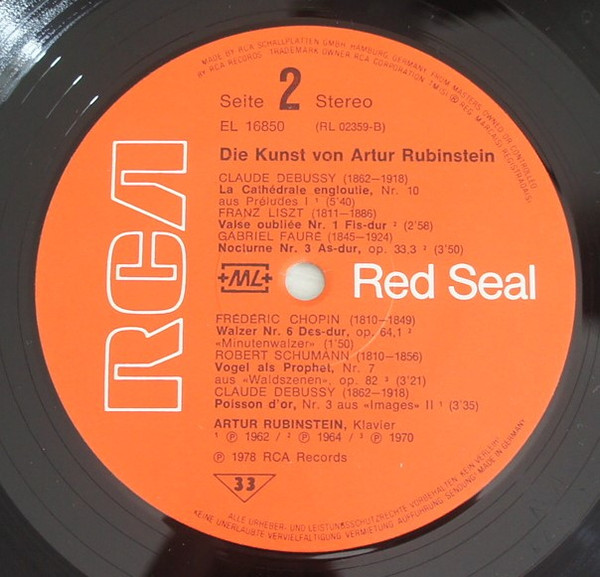 MADE BY RCA SCHALLPLATTEN GMBH, HAMBURG, GERMANY, FROM MASTERS OWNED OR CONTROLLED
BY RCA RECORDS · TRADEMARK OWNER RCA CORPORATION TM(S) ® REG. MARCA(S) REGISTRADA(S).
Seite 2 Stereo
EL 16850 (RL 02359-B)
Die Kunst von Artur Rubinstein
CLAUDE DEBUSSY (1862-1918)
La Cathédrale engloutie, Nr. 10
aus Préludes I ¹ (5'40)
FRANZ LISZT (1811-1886)
Valse oubliée Nr. 1 Fis-dur ² (2'58)
GABRIEL FAURÉ (1845-1924)
Nocturne Nr. 3 As-dur, op. 33,3 ² (3'50)
+ML+
RCA
Red Seal
FRÉDÉRIC CHOPIN (1810-1849)
Walzer Nr. 6 Des-dur, op. 64,1 ²
«Minutenwalzer» (1'50)
ROBERT SCHUMANN (1810-1856)
Vogel als Prophet, Nr. 7
aus «Waldszenen», op. 82 ³ (3'21)
CLAUDE DEBUSSY (1862-1918)
Poisson d'or, Nr. 3 aus «Images» II ¹ (3'35)
ARTUR RUBINSTEIN, Klavier
¹ ℗ 1962 / ² ℗ 1964 / ³ ℗ 1970
℗ 1978 RCA Records
33
ALLE URHEBER- UND LEISTUNGSSCHUTZRECHTE VORBEHALTEN. KEIN VERLEIH!
KEINE UNERLAUBTE VERVIELFÄLTIGUNG, VERMIETUNG, AUFFÜHRUNG, SENDUNG! MADE IN GERMANY